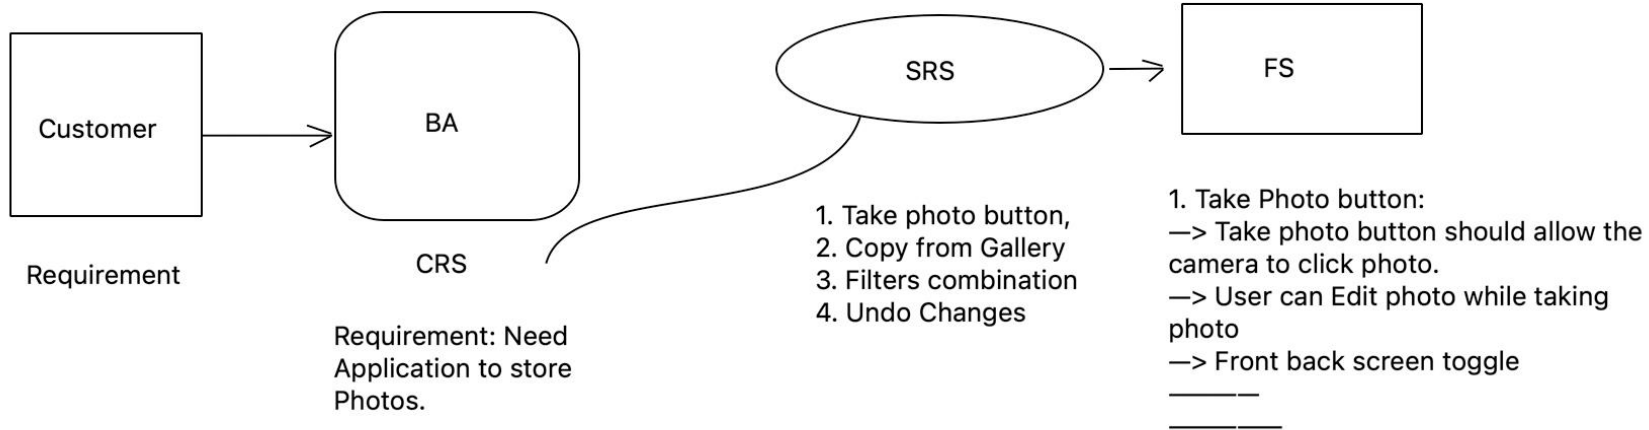 Customer
Requirement
BA
CRS
Requirement: Need
Application to store
Photos.
SRS
1. Take photo button,
2. Copy from Gallery
3. Filters combination
4. Undo Changes
FS
1. Take Photo button:
—> Take photo button should allow the
camera to click photo.
—> User can Edit photo while taking
photo
—> Front back screen toggle